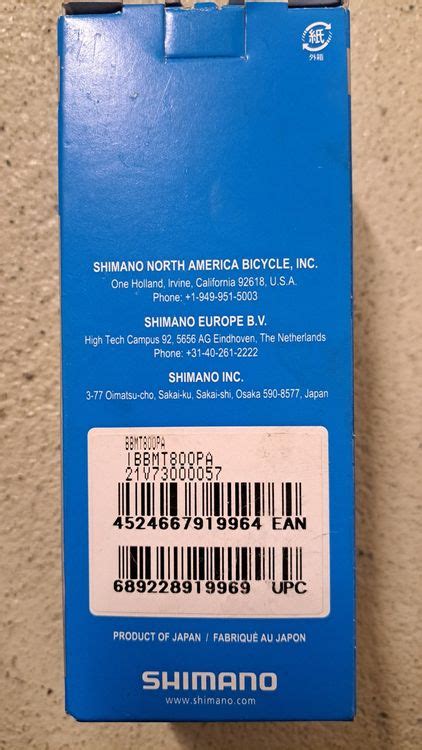 紙
外箱
SHIMANO NORTH AMERICA BICYCLE, INC.
One Holland, Irvine, California 92618, U.S.A.
Phone: +1-949-951-5003
SHIMANO EUROPE B.V.
High Tech Campus 92, 5656 AG Eindhoven, The Netherlands
Phone: +31-40-261-2222
SHIMANO INC.
3-77 Oimatsu-cho, Sakai-ku, Sakai-shi, Osaka 590-8577, Japan
BBMT800PA
IBBMT800PA
21V73000057
4524667919964 EAN
689228919969 UPC
PRODUCT OF JAPAN / FABRIQUÉ AU JAPON
SHIMANO
www.shimano.com